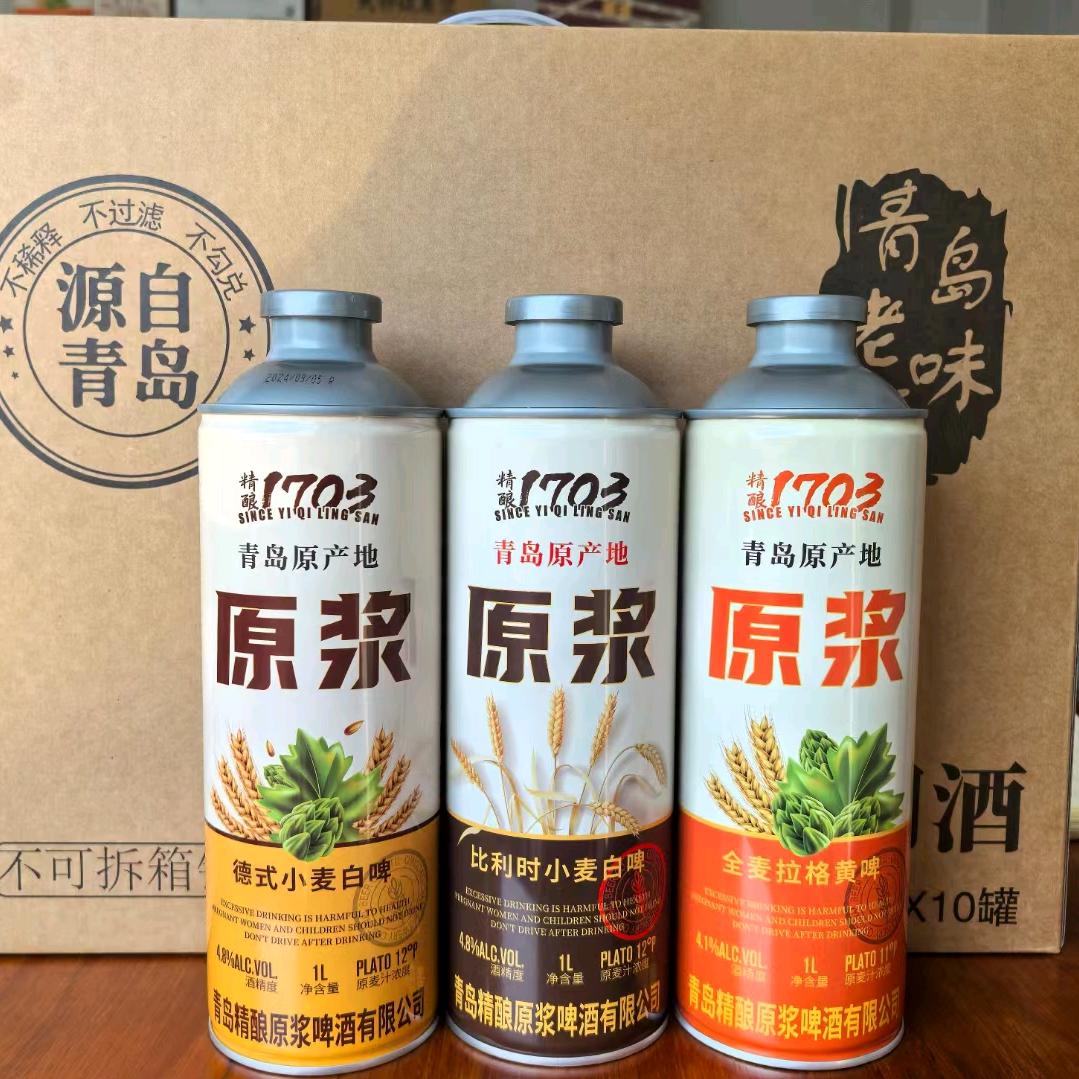 不稀释 不过滤 不勾兑
源自
青岛
青岛
老
味
酒
不可拆箱
X10罐
2024/09/05
精酿1703
SINCE YI QI LING SAN
青岛原产地
原浆
德式小麦白啤
EXCESSIVE DRINKING IS HARMFUL TO HEALTH
PREGNANT WOMEN AND CHILDREN SHOULD NOT DRINK
DON'T DRIVE AFTER DRINKING
4.8%ALC.VOL. 1L PLATO 12°P
酒精度 净含量 原麦汁浓度
青岛精酿原浆啤酒有限公司
精酿1703
SINCE YI QI LING SAN
青岛原产地
原浆
比利时小麦白啤
EXCESSIVE DRINKING IS HARMFUL TO HEALTH
PREGNANT WOMEN AND CHILDREN SHOULD NOT DRINK
DON'T DRIVE AFTER DRINKING
4.8%ALC.VOL. 1L PLATO 12°P
酒精度 净含量 原麦汁浓度
青岛精酿原浆啤酒有限公司
精酿1703
SINCE YI QI LING SAN
青岛原产地
原浆
全麦拉格黄啤
EXCESSIVE DRINKING IS HARMFUL TO HEALTH
PREGNANT WOMEN AND CHILDREN SHOULD NOT DRINK
DON'T DRIVE AFTER DRINKING
4.1%ALC.VOL. 1L PLATO 11°P
酒精度 净含量 原麦汁浓度
青岛精酿原浆啤酒有限公司